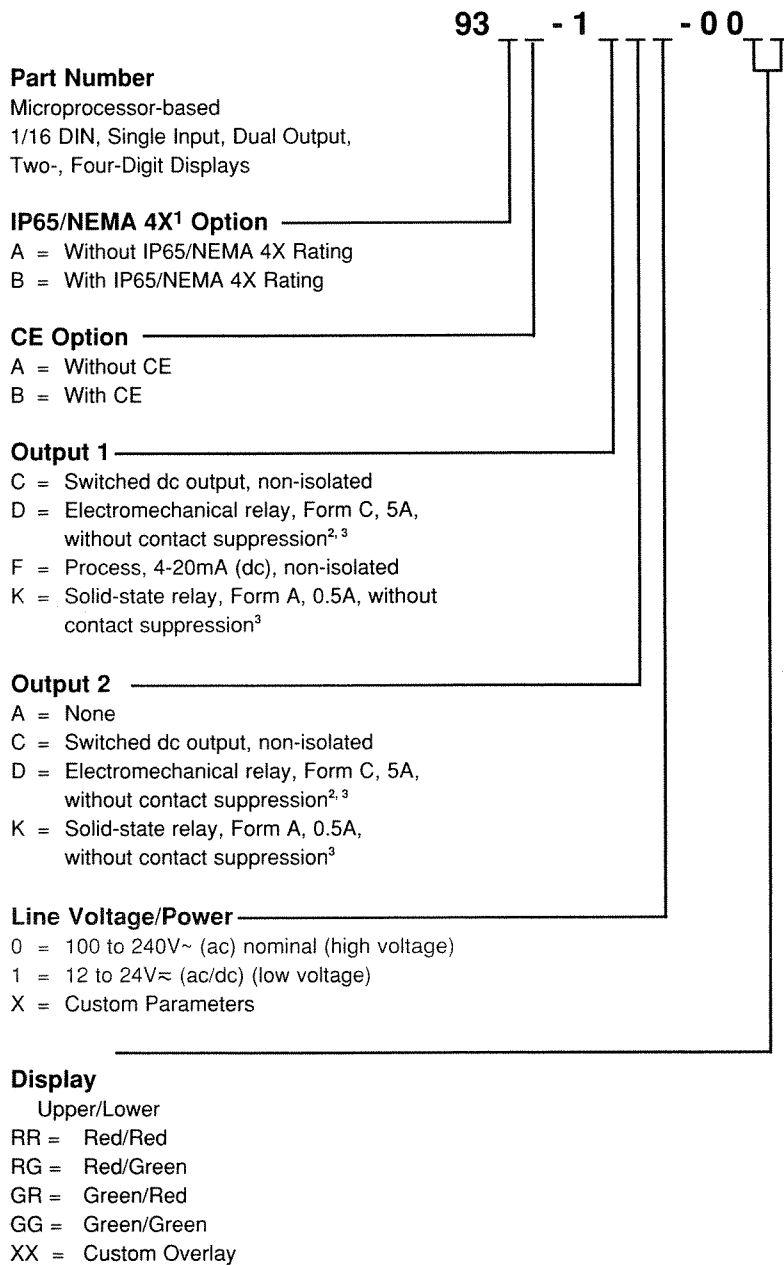 93__ - 1___ - 0 0__
Part Number
Microprocessor-based
1/16 DIN, Single Input, Dual Output,
Two-, Four-Digit Displays
IP65/NEMA 4X¹ Option
A = Without IP65/NEMA 4X Rating
B = With IP65/NEMA 4X Rating
CE Option
A = Without CE
B = With CE
Output 1
C = Switched dc output, non-isolated
D = Electromechanical relay, Form C, 5A,
without contact suppression², ³
F = Process, 4-20mA (dc), non-isolated
K = Solid-state relay, Form A, 0.5A, without
contact suppression³
Output 2
A = None
C = Switched dc output, non-isolated
D = Electromechanical relay, Form C, 5A,
without contact suppression², ³
K = Solid-state relay, Form A, 0.5A,
without contact suppression³
Line Voltage/Power
0 = 100 to 240V~ (ac) nominal (high voltage)
1 = 12 to 24V≂ (ac/dc) (low voltage)
X = Custom Parameters
Display
Upper/Lower
RR = Red/Red
RG = Red/Green
GR = Green/Red
GG = Green/Green
XX = Custom Overlay